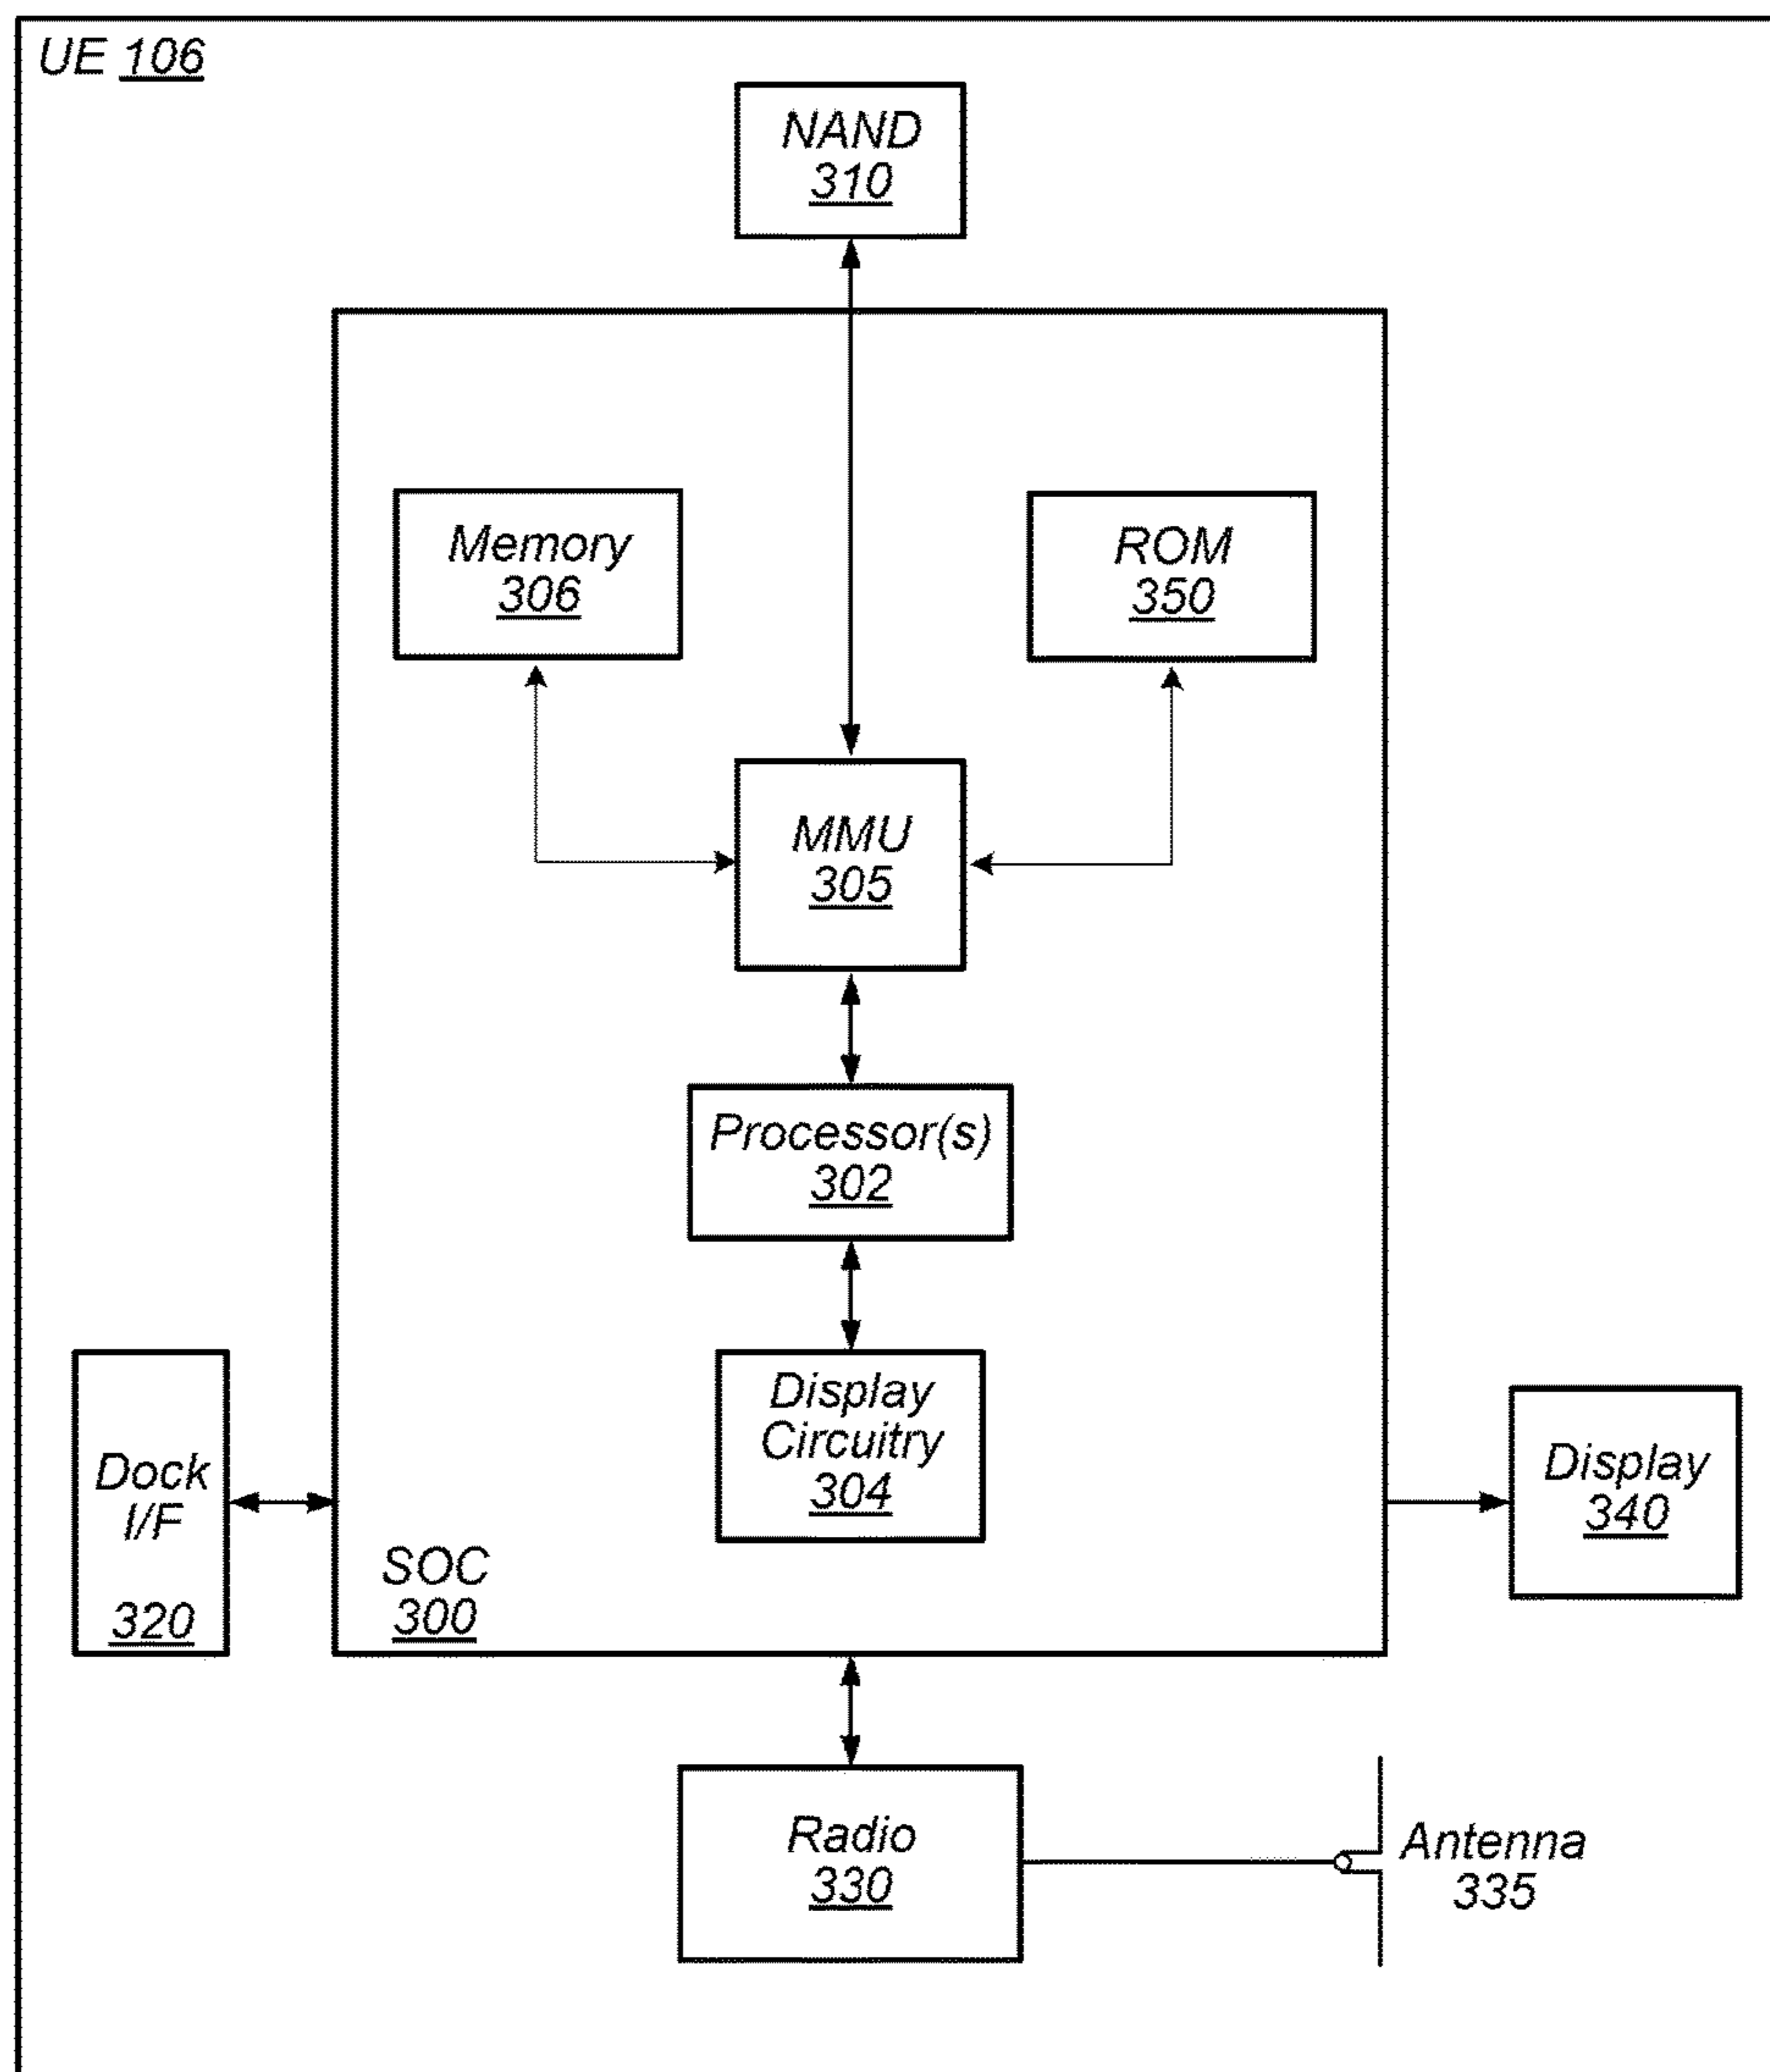 UE 106
NAND
310
Memory
306
ROM
350
MMU
305
Processor(s)
302
Display
Circuitry
304
Dock
I/F
320
SOC
300
Display
340
Radio
330
Antenna
335